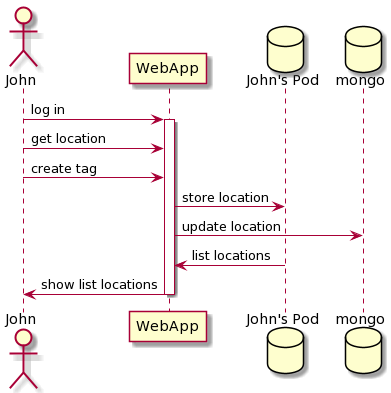 John
WebApp
John's Pod
mongo
log in
get location
create tag
store location
update location
list locations
show list locations
John
WebApp
John's Pod
mongo